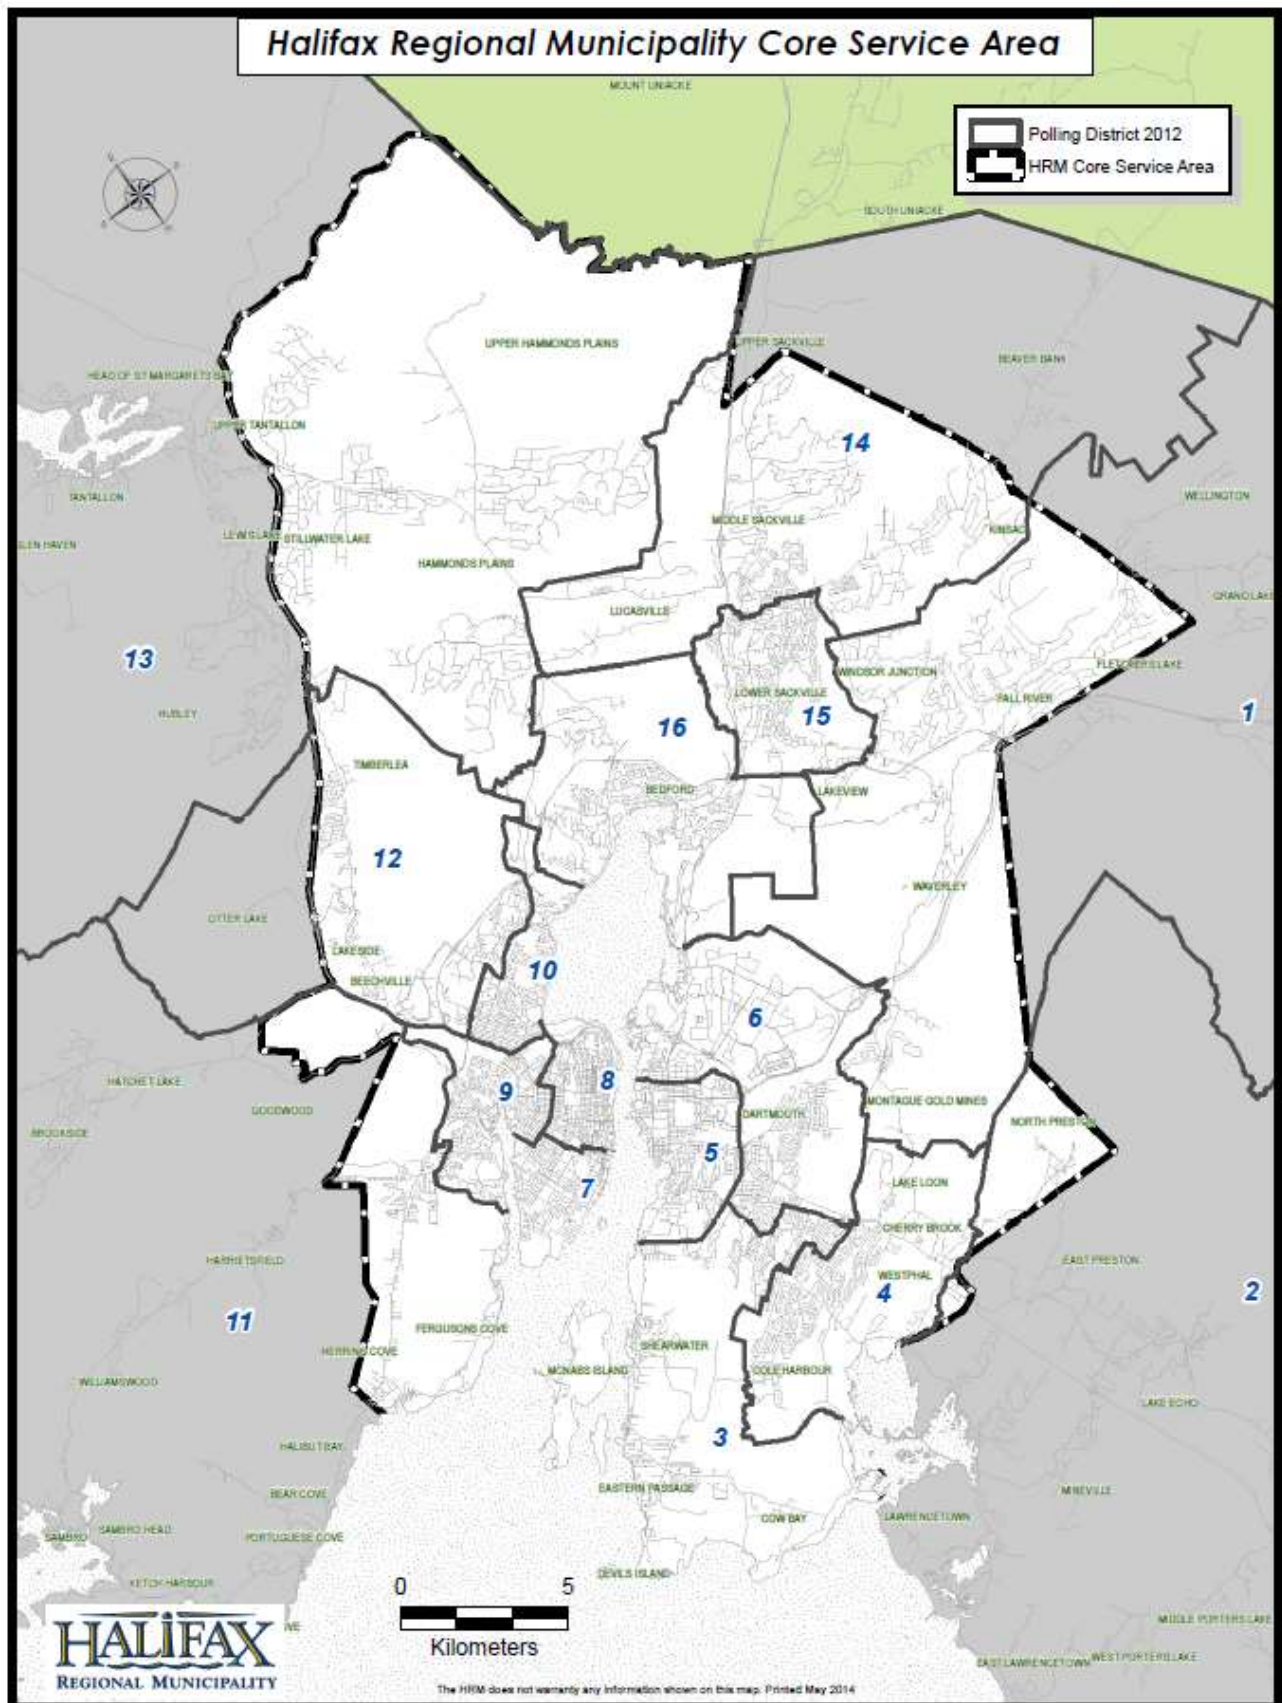 Halifax Regional Municipality Core Service Area
MOUNT UNIACKE
Polling District 2012
HRM Core Service Area
SOUTH UNIACKE
UPPER HAMMONDS PLAINS
UPPER SACKVILLE
BEAVER BANK
HEAD OF ST MARGARETS BAY
UPPER TANTALLON
14
TANTALLON
WELLINGTON
MIDDLE SACKVILLE
KINSAC
LEWIS LAKE
STILLWATER LAKE
GLEN HAVEN
HAMMONDS PLAINS
GRAND LAKE
LUCASVILLE
13
FLETCHERS LAKE
WINDSOR JUNCTION
LOWER SACKVILLE
FALL RIVER
HUBLEY
15
16
1
TIMBERLEA
BEDFORD
LAKEVIEW
12
WAVERLEY
OTTER LAKE
LAKESIDE
10
BEECHVILLE
6
HATCHET LAKE
9
8
GOODWOOD
MONTAGUE GOLD MINES
DARTMOUTH
NORTH PRESTON
BROOKSIDE
5
7
LAKE LOON
CHERRY BROOK
HARRIETSFIELD
EAST PRESTON
WESTPHAL
4
2
11
FERGUSONS COVE
SHEARWATER
HERRING COVE
MCNABS ISLAND
COLE HARBOUR
WILLIAMSWOOD
LAKE ECHO
3
HALIBUT BAY
EASTERN PASSAGE
BEAR COVE
MINEVILLE
COW BAY
LAWRENCETOWN
SAMBRO
SAMBRO HEAD
PORTUGUESE COVE
DEVILS ISLAND
KETCH HARBOUR
0 5
Kilometers
HALIFAX
REGIONAL MUNICIPALITY
MIDDLE PORTERS LAKE
EAST LAWRENCETOWN
WEST PORTERS LAKE
The HRM does not warranty any information shown on this map. Printed May 2014